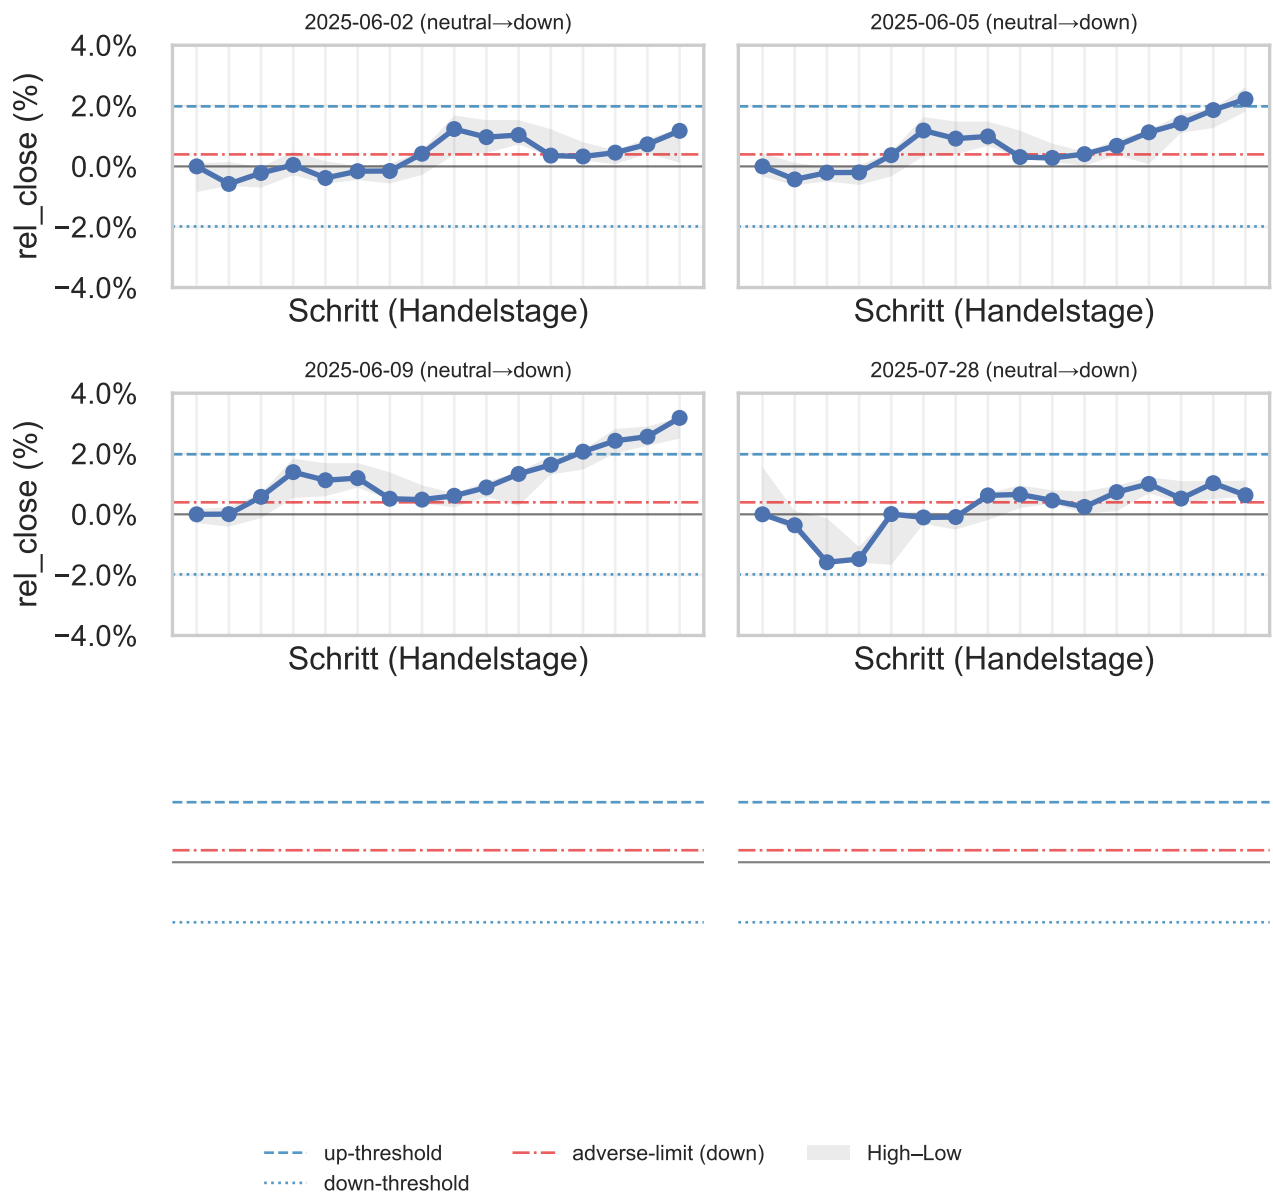 2025-06-02 (neutral→down)
2025-06-05 (neutral→down)
4.0%
2.0%
0.0%
−2.0%
−4.0%
rel_close (%)
Schritt (Handelstage)
Schritt (Handelstage)
2025-06-09 (neutral→down)
2025-07-28 (neutral→down)
4.0%
2.0%
0.0%
−2.0%
−4.0%
rel_close (%)
Schritt (Handelstage)
Schritt (Handelstage)
up-threshold
down-threshold
adverse-limit (down)
High–Low